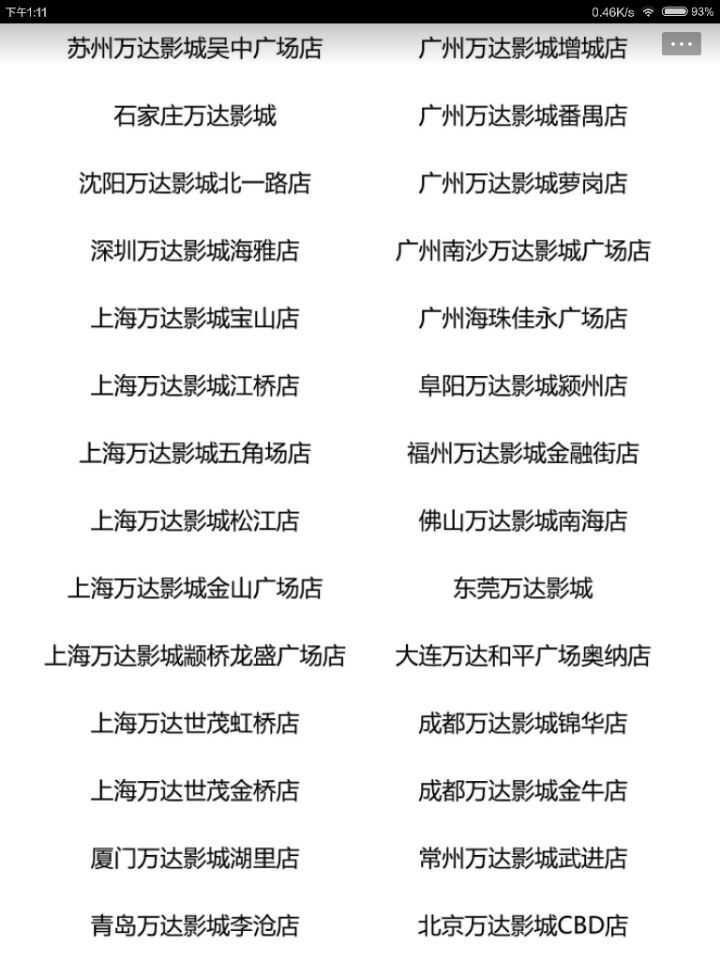 下午1:11 0.46K/s 93%
苏州万达影城吴中广场店 广州万达影城增城店
石家庄万达影城 广州万达影城番禺店
沈阳万达影城北一路店 广州万达影城萝岗店
深圳万达影城海雅店 广州南沙万达影城广场店
上海万达影城宝山店 广州海珠佳永广场店
上海万达影城江桥店 阜阳万达影城颍州店
上海万达影城五角场店 福州万达影城金融街店
上海万达影城松江店 佛山万达影城南海店
上海万达影城金山广场店 东莞万达影城
上海万达影城颛桥龙盛广场店 大连万达和平广场奥纳店
上海万达世茂虹桥店 成都万达影城锦华店
上海万达世茂金桥店 成都万达影城金牛店
厦门万达影城湖里店 常州万达影城武进店
青岛万达影城李沧店 北京万达影城CBD店